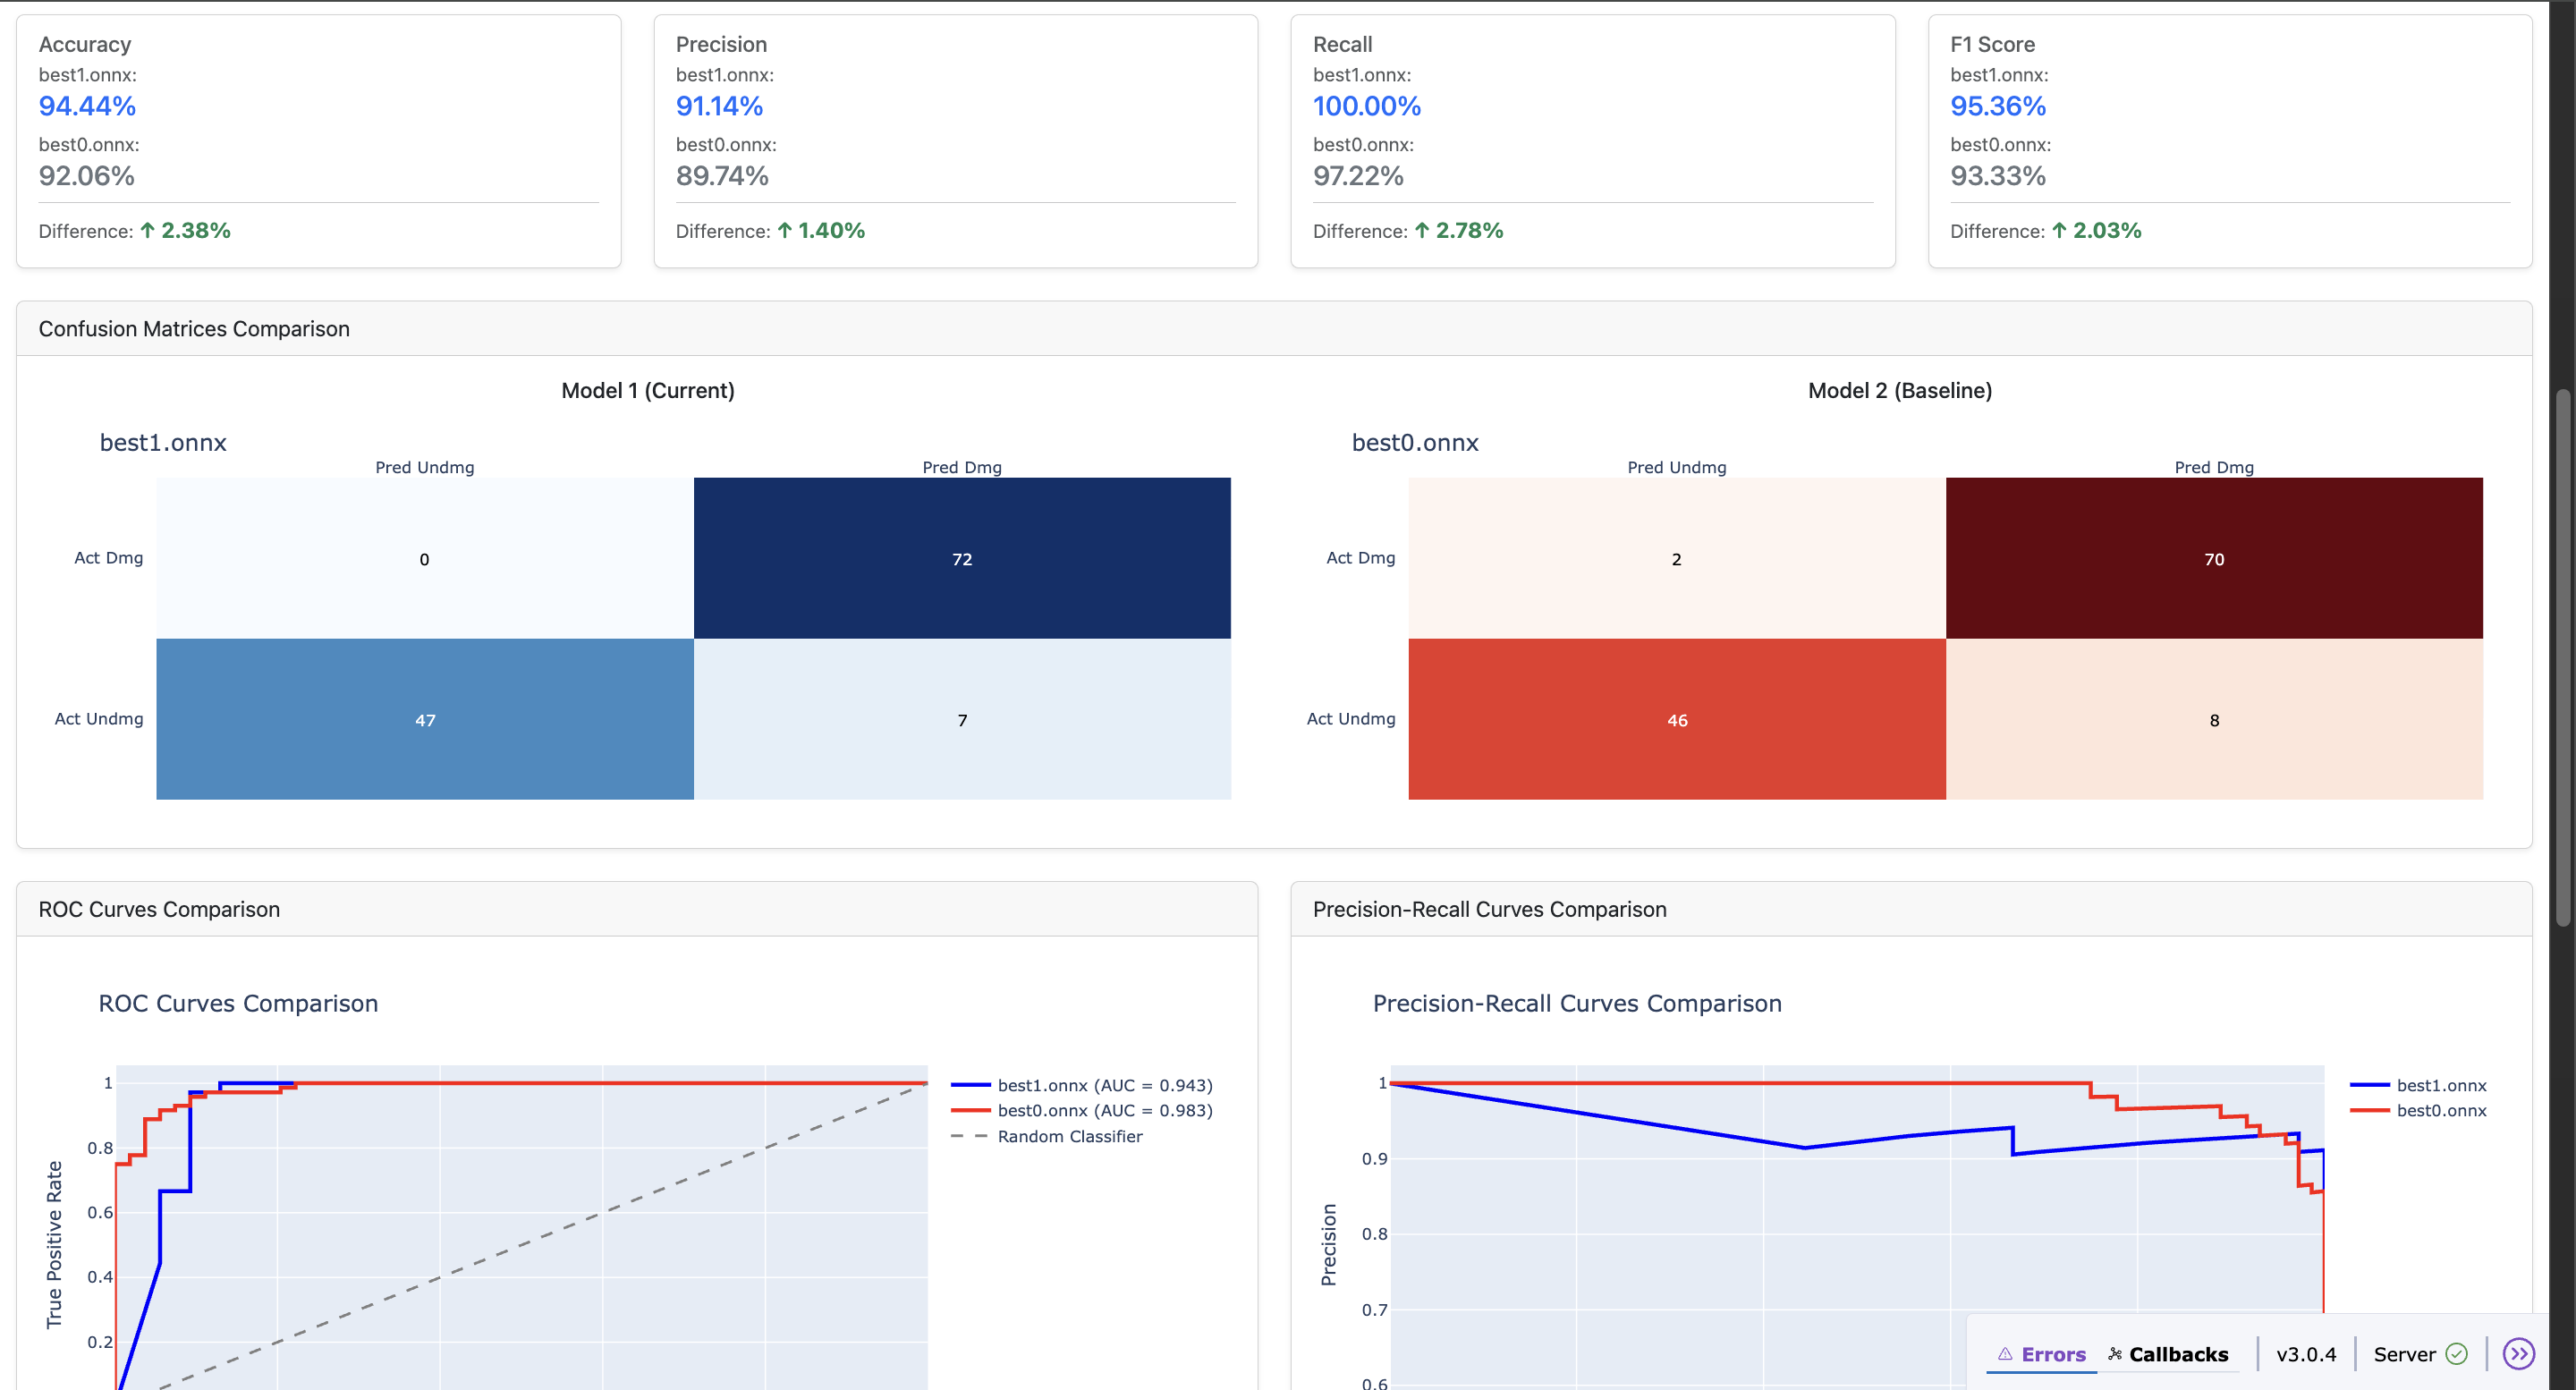 Accuracy
best1.onnx:
94.44%
best0.onnx:
92.06%
Difference: ↑ 2.38%
Precision
best1.onnx:
91.14%
best0.onnx:
89.74%
Difference: ↑ 1.40%
Recall
best1.onnx:
100.00%
best0.onnx:
97.22%
Difference: ↑ 2.78%
F1 Score
best1.onnx:
95.36%
best0.onnx:
93.33%
Difference: ↑ 2.03%
Confusion Matrices Comparison
Model 1 (Current)
best1.onnx
Pred Undmg Pred Dmg
Act Dmg 0 72
Act Undmg 47 7
Model 2 (Baseline)
best0.onnx
Pred Undmg Pred Dmg
Act Dmg 2 70
Act Undmg 46 8
ROC Curves Comparison
ROC Curves Comparison
1
0.8
0.6
0.4
0.2
True Positive Rate
best1.onnx (AUC = 0.943)
best0.onnx (AUC = 0.983)
Random Classifier
Precision-Recall Curves Comparison
Precision-Recall Curves Comparison
1
0.9
0.8
0.7
0.6
Precision
best1.onnx
best0.onnx
Errors Callbacks v3.0.4 Server